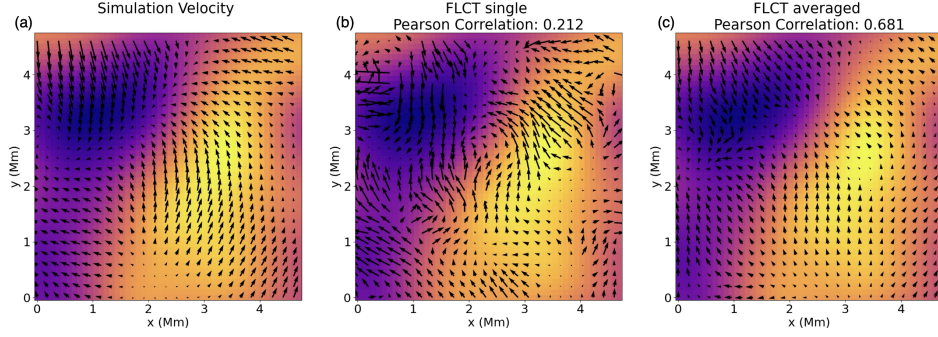 (a)
Simulation Velocity
y (Mm)
4
3
2
1
0
0 1 2 3 4
x (Mm)
(b)
FLCT single
Pearson Correlation: 0.212
y (Mm)
4
3
2
1
0
0 1 2 3 4
x (Mm)
(c)
FLCT averaged
Pearson Correlation: 0.681
y (Mm)
4
3
2
1
0
0 1 2 3 4
x (Mm)